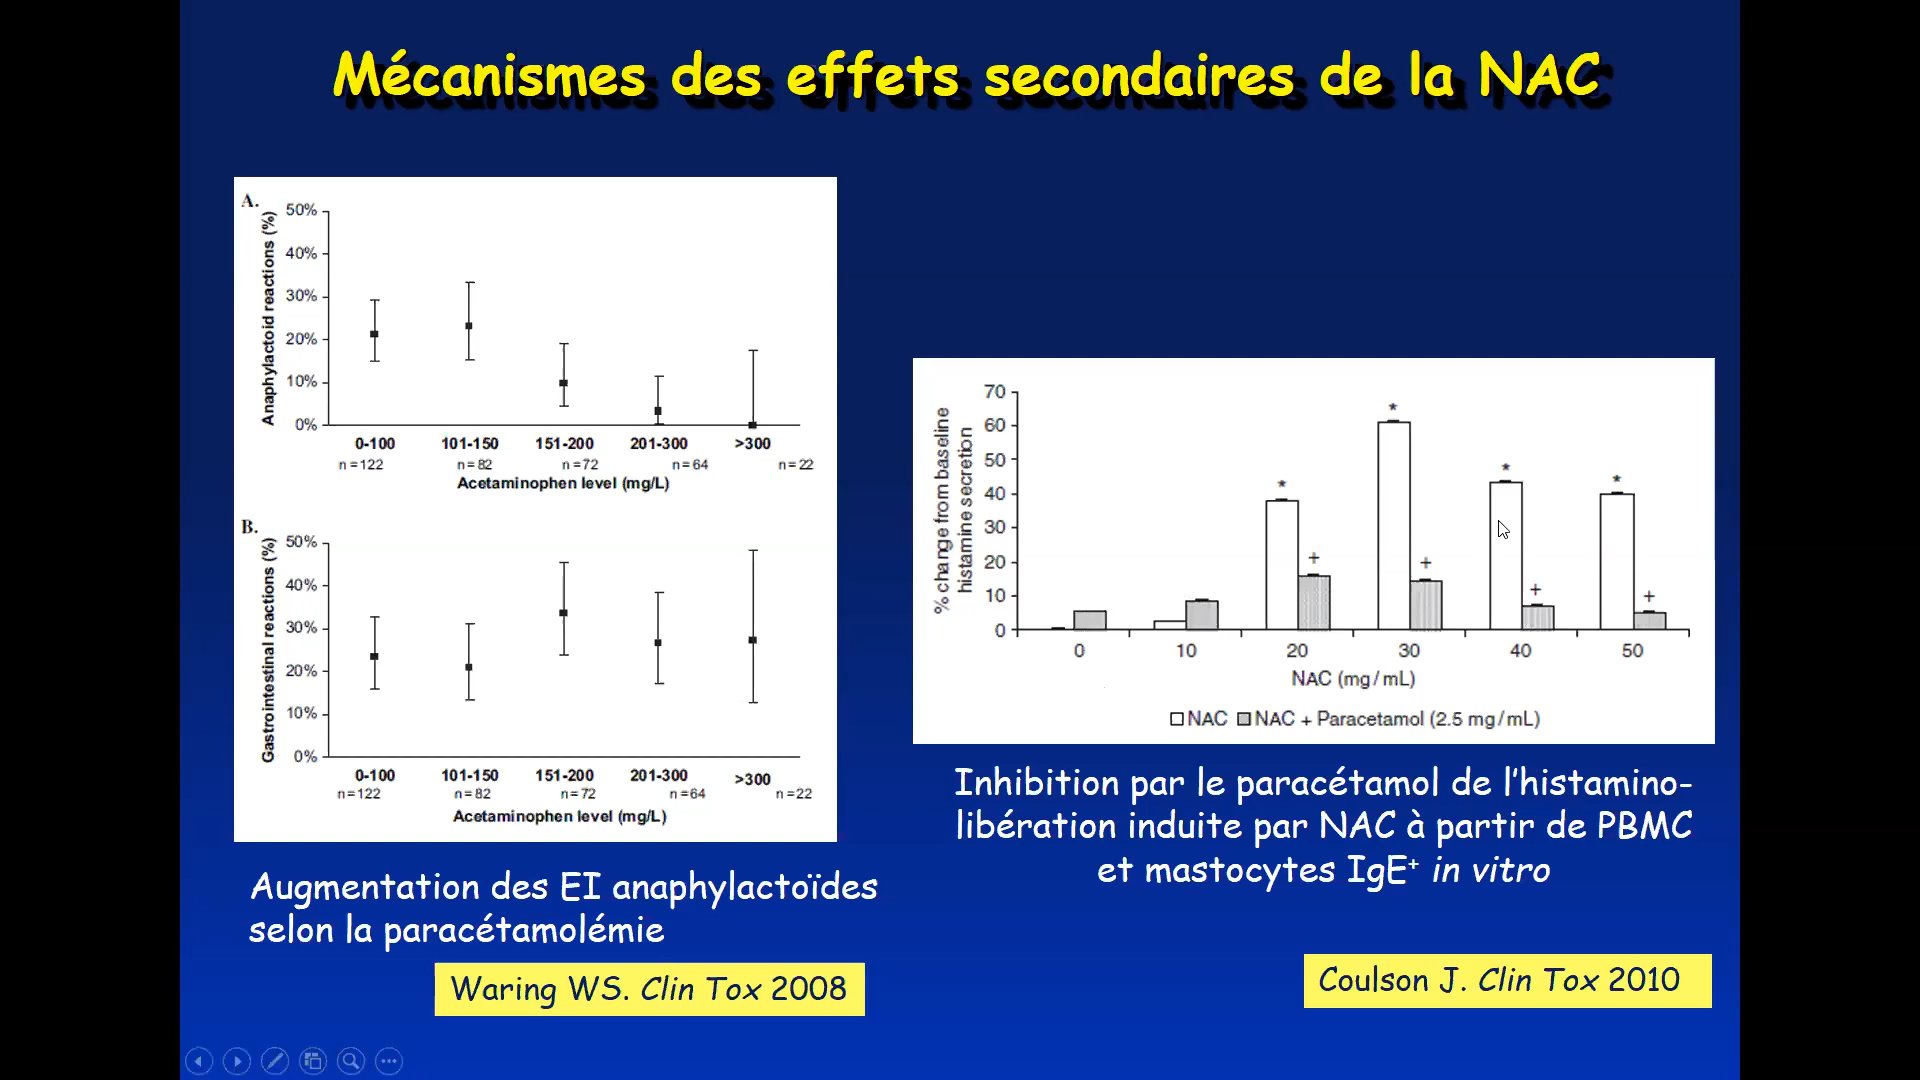 Mécanismes des effets secondaires de la NAC
A.
Anaphylactoid reactions (%)
50%
40%
30%
20%
10%
0%
0-100 101-150 151-200 201-300 >300
n=122 n=82 n=72 n=64 n=22
Acetaminophen level (mg/L)
B.
Gastrointestinal reactions (%)
50%
40%
30%
20%
10%
0%
0-100 101-150 151-200 201-300 >300
n=122 n=82 n=72 n=64 n=22
Acetaminophen level (mg/L)
Augmentation des EI anaphylactoïdes
selon la paracétamolémie
Waring WS. Clin Tox 2008
% change from baseline
histamine secretion
70
60
50
40
30
20
10
0
* * * *
+ + + +
0 10 20 30 40 50
NAC (mg/mL)
NAC NAC + Paracetamol (2.5 mg/mL)
Inhibition par le paracétamol de l'histamino-
libération induite par NAC à partir de PBMC
et mastocytes IgE+ in vitro
Coulson J. Clin Tox 2010